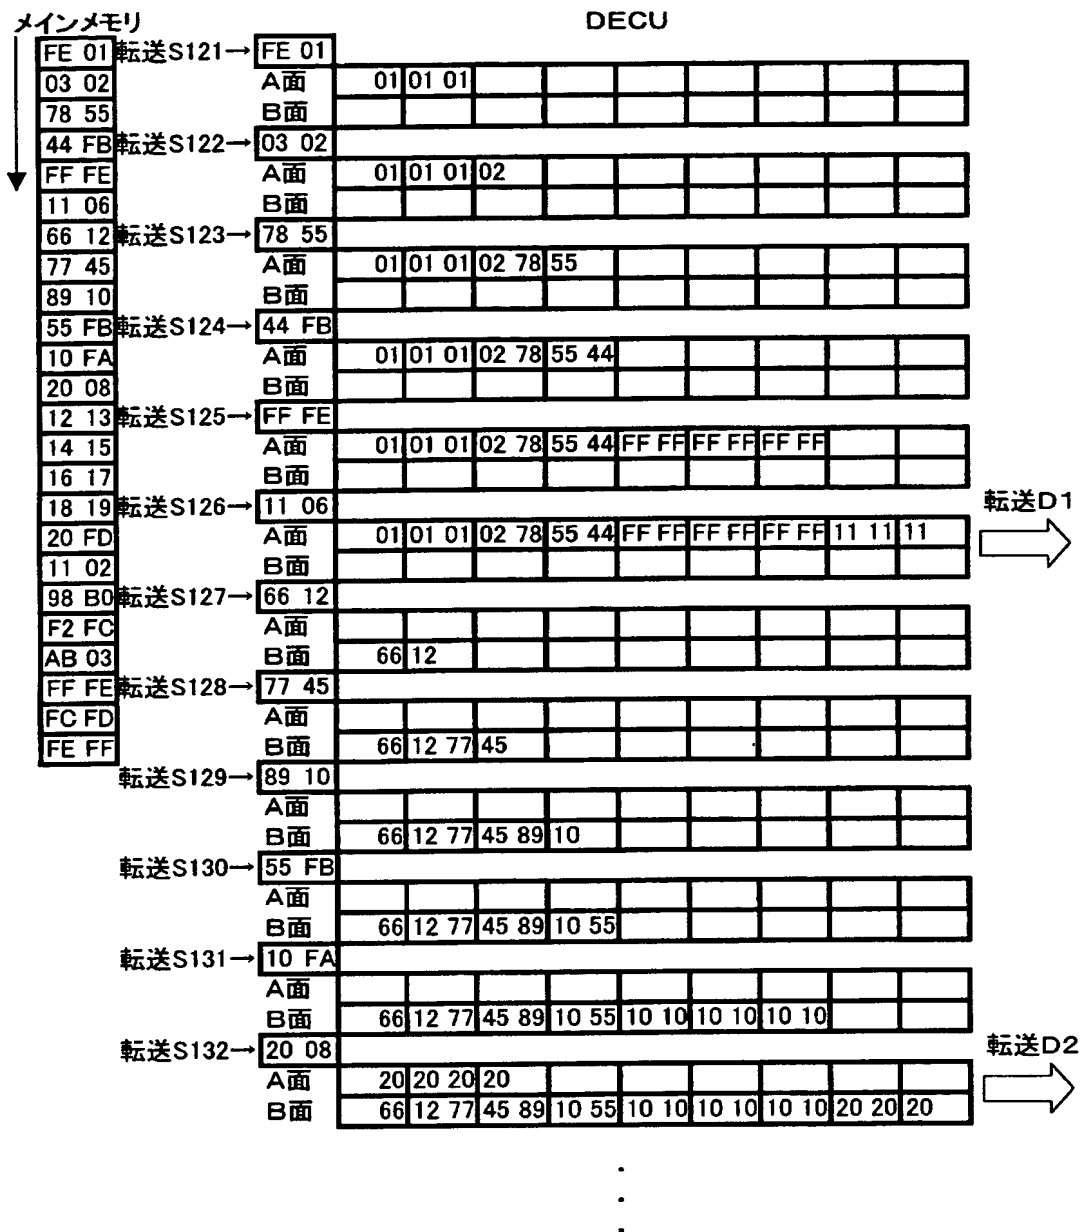 メインメモリ DECU
FE 01 転送S121→ FE 01
03 02 A面 01 01 01
78 55 B面
44 FB 転送S122→ 03 02
FF FE A面 01 01 01 02
11 06 B面
66 12 転送S123→ 78 55
77 45 A面 01 01 01 02 78 55
89 10 B面
55 FB 転送S124→ 44 FB
10 FA A面 01 01 01 02 78 55 44
20 08 B面
12 13 転送S125→ FF FE
14 15 A面 01 01 01 02 78 55 44 FF FF FF FF FF FF
16 17 B面
18 19 転送S126→ 11 06 転送D1
20 FD A面 01 01 01 02 78 55 44 FF FF FF FF FF FF 11 11 11
11 02 B面
98 B0 転送S127→ 66 12
F2 FC A面
AB 03 B面 66 12
FF FE 転送S128→ 77 45
FC FD A面
FE FF B面 66 12 77 45
転送S129→ 89 10
A面
B面 66 12 77 45 89 10
転送S130→ 55 FB
A面
B面 66 12 77 45 89 10 55
転送S131→ 10 FA
A面
B面 66 12 77 45 89 10 55 10 10 10 10 10 10
転送S132→ 20 08 転送D2
A面 20 20 20 20
B面 66 12 77 45 89 10 55 10 10 10 10 10 10 20 20 20